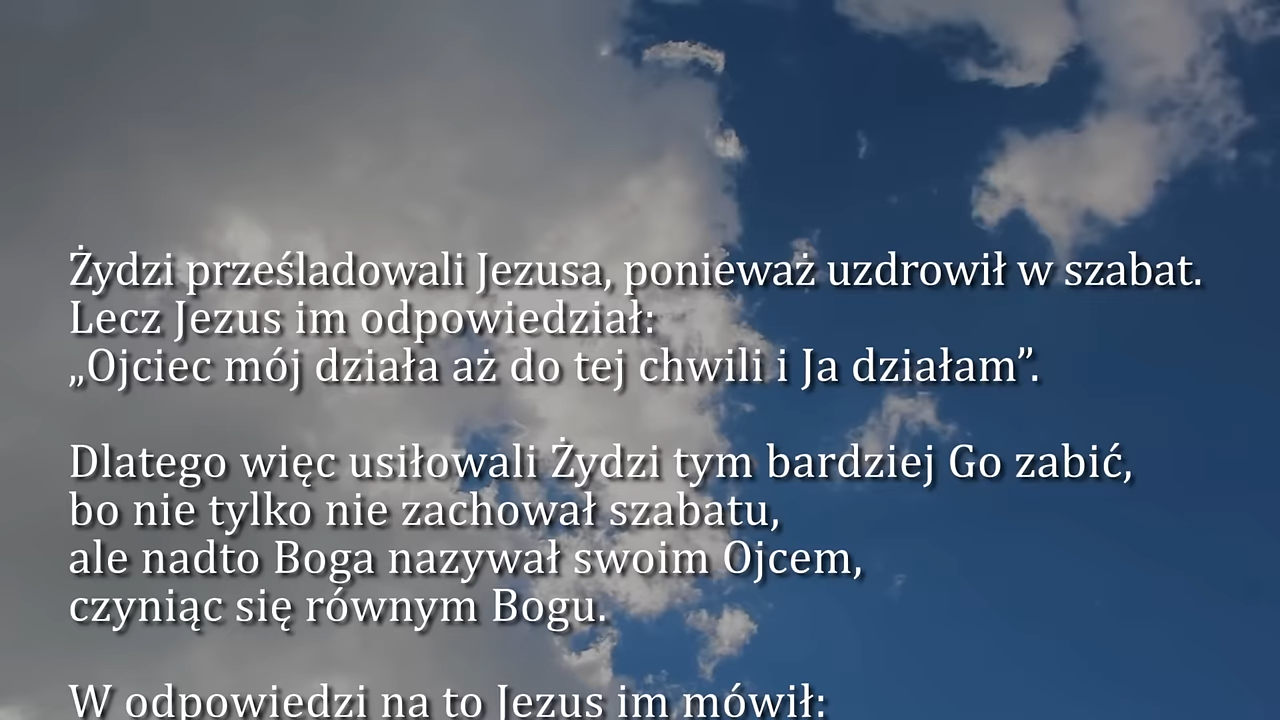 Żydzi prześladowali Jezusa, ponieważ uzdrowił w szabat.
Lecz Jezus im odpowiedział:
„Ojciec mój działa aż do tej chwili i Ja działam”.
Dlatego więc usiłowali Żydzi tym bardziej Go zabić,
bo nie tylko nie zachował szabatu,
ale nadto Boga nazywał swoim Ojcem,
czyniąc się równym Bogu.
W odpowiedzi na to Jezus im mówił: